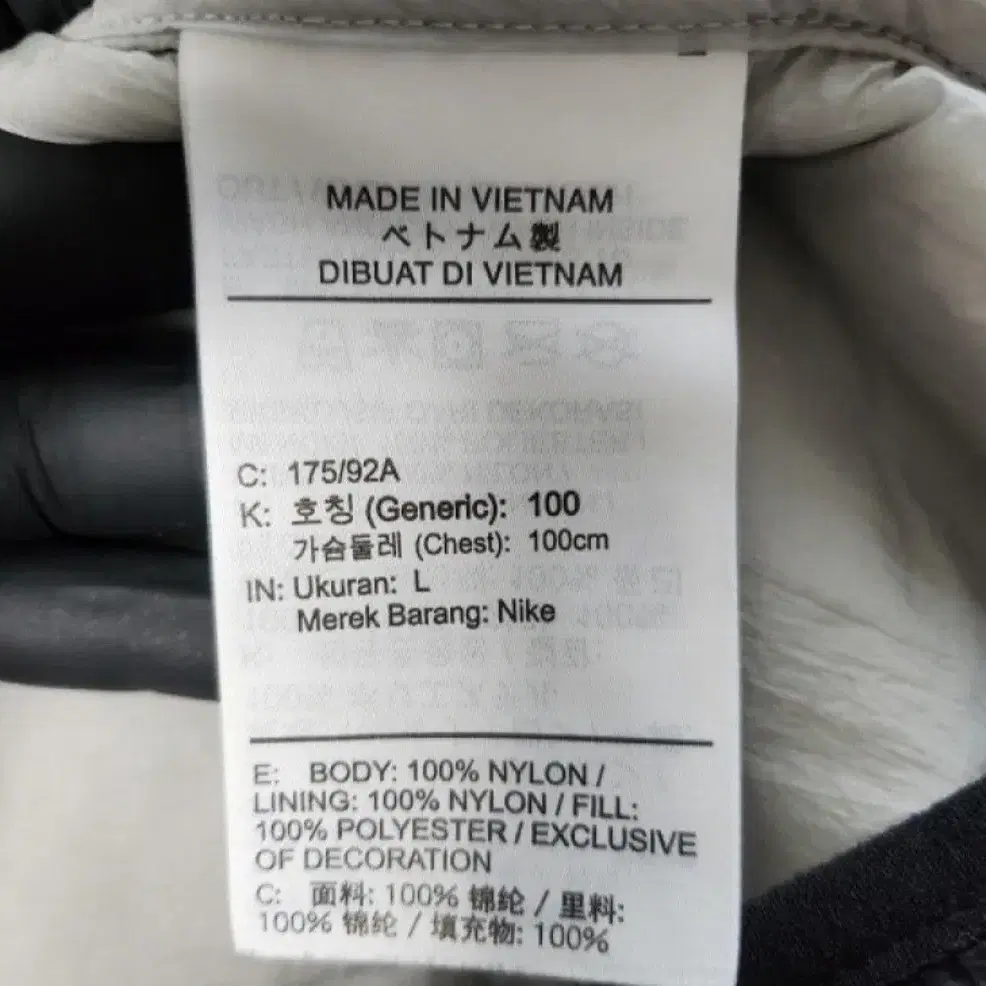 MADE IN VIETNAM
ベトナム製
DIBUAT DI VIETNAM
C: 175/92A
K: 호칭 (Generic): 100
가슴둘레 (Chest): 100cm
IN: Ukuran: L
Merek Barang: Nike
E: BODY: 100% NYLON /
LINING: 100% NYLON / FILL:
100% POLYESTER / EXCLUSIVE
OF DECORATION
C: 面料: 100% 锦纶 / 里料:
100% 锦纶 / 填充物: 100%